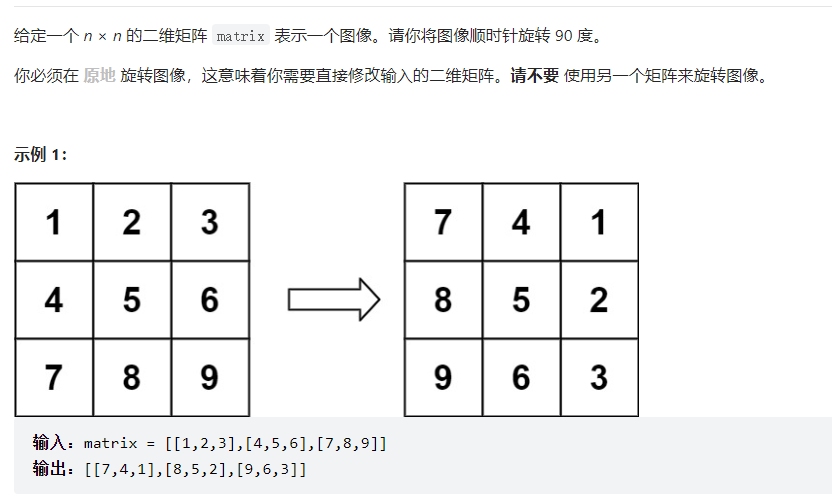 给定一个 n × n 的二维矩阵 matrix 表示一个图像。请你将图像顺时针旋转 90 度。
你必须在 原地 旋转图像，这意味着你需要直接修改输入的二维矩阵。请不要 使用另一个矩阵来旋转图像。
示例 1：
1 2 3 7 4 1
4 5 6 8 5 2
7 8 9 9 6 3
输入：matrix = [[1,2,3],[4,5,6],[7,8,9]]
输出：[[7,4,1],[8,5,2],[9,6,3]]